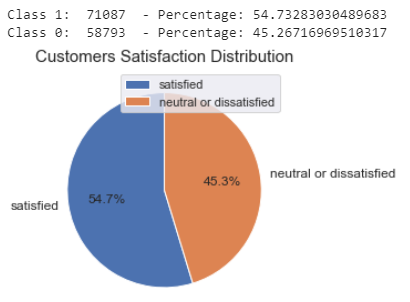 Class 1:  71087  - Percentage: 54.73283030489683
Class 0:  58793  - Percentage: 45.26716969510317
Customers Satisfaction Distribution
satisfied
neutral or dissatisfied
45.3%
neutral or dissatisfied
54.7%
satisfied